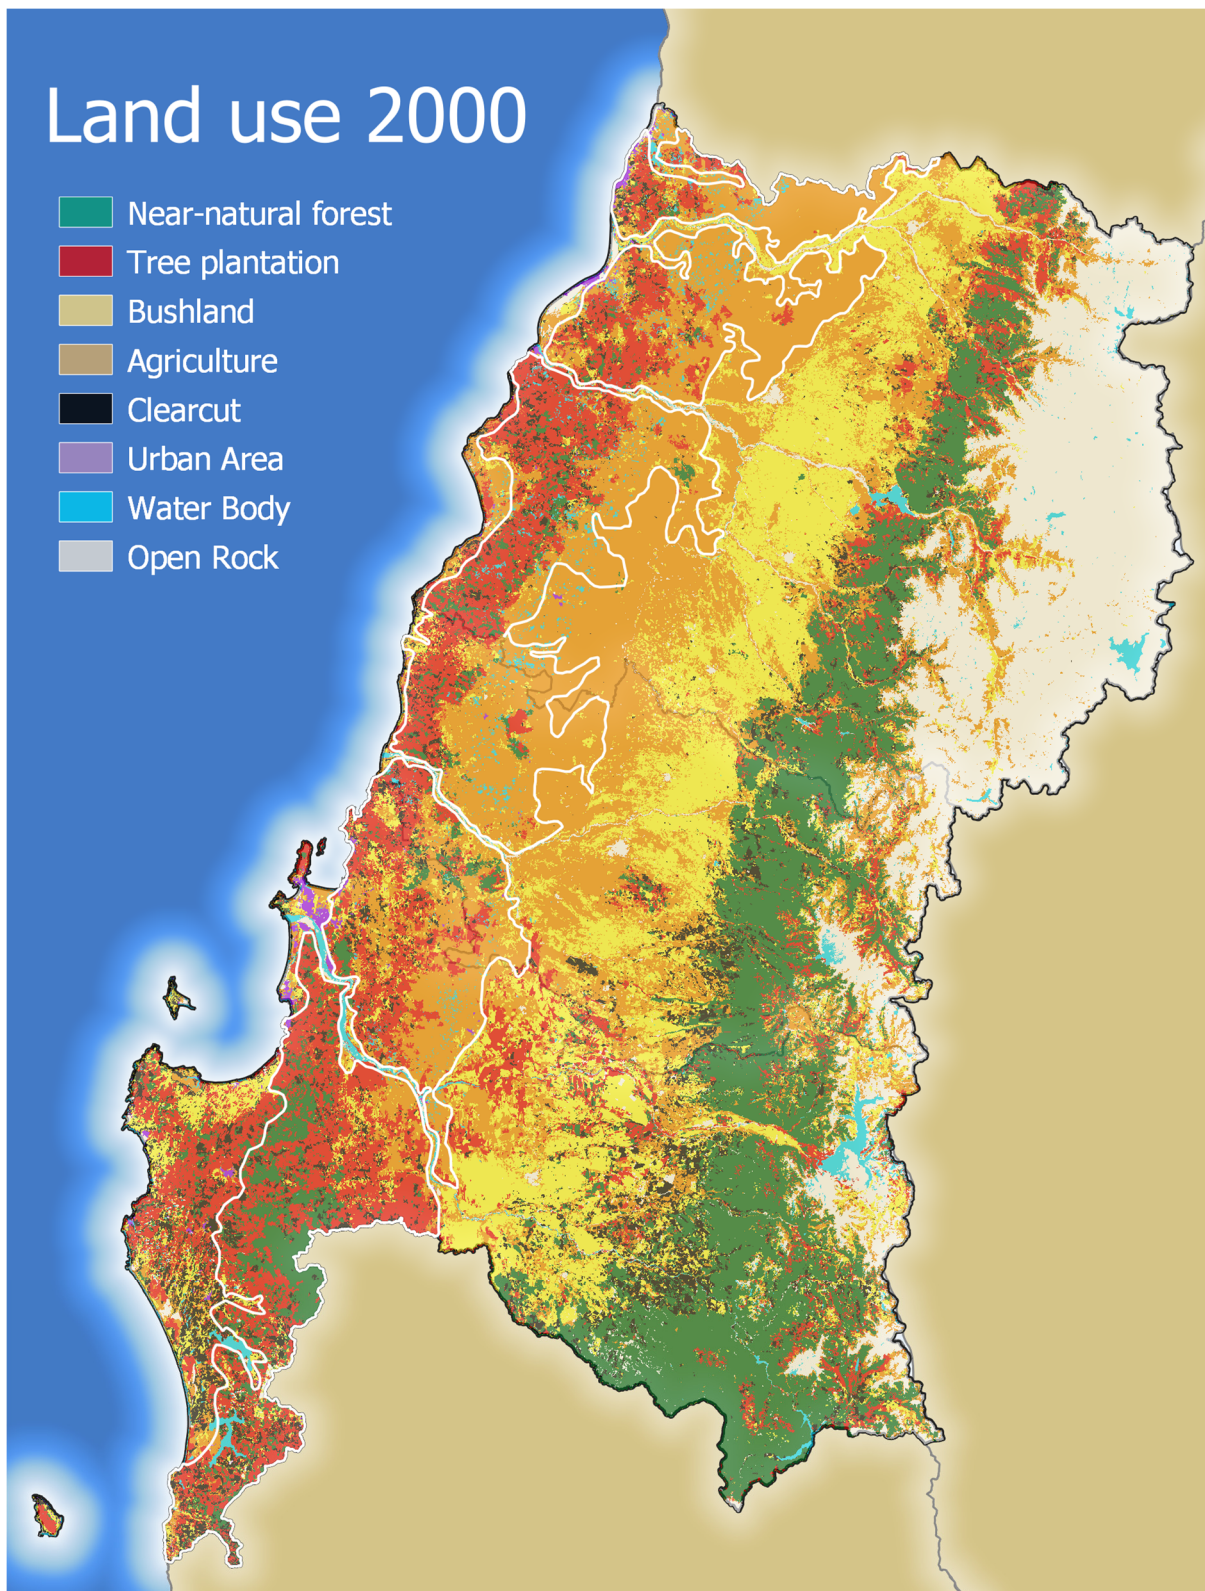 Land use 2000
Near-natural forest
Tree plantation
Bushland
Agriculture
Clearcut
Urban Area
Water Body
Open Rock